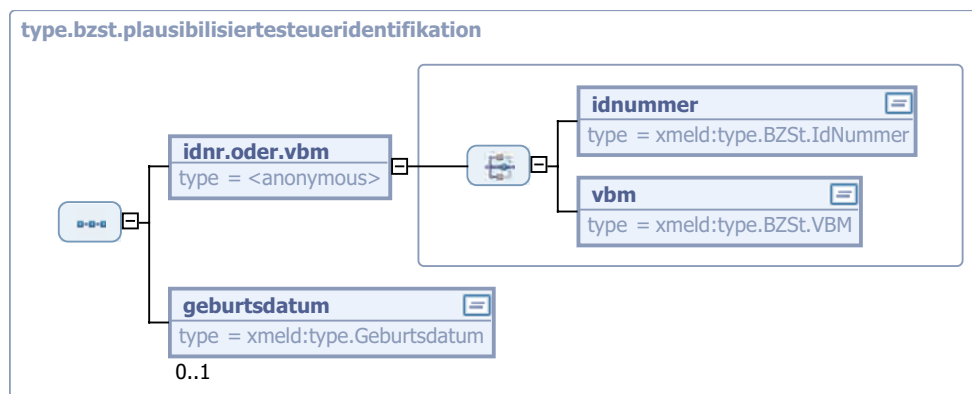 type.bzst.plausibilisiertesteueridentifikation
idnummer
type = xmeld:type.BZSt.IdNummer
idnr.oder.vbm
type = <anonymous>
vbm
type = xmeld:type.BZSt.VBM
geburtsdatum
type = xmeld:type.Geburtsdatum
0..1